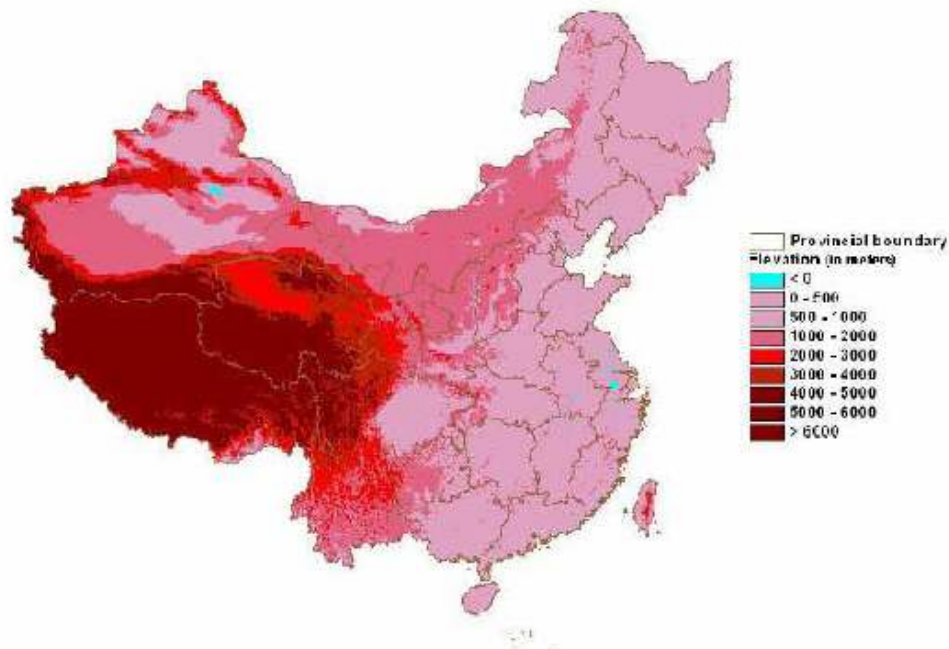 Provincial boundary
Elevation (in meters)
< 0
0 - 500
500 - 1000
1000 - 2000
2000 - 3000
3000 - 4000
4000 - 5000
5000 - 6000
> 6000